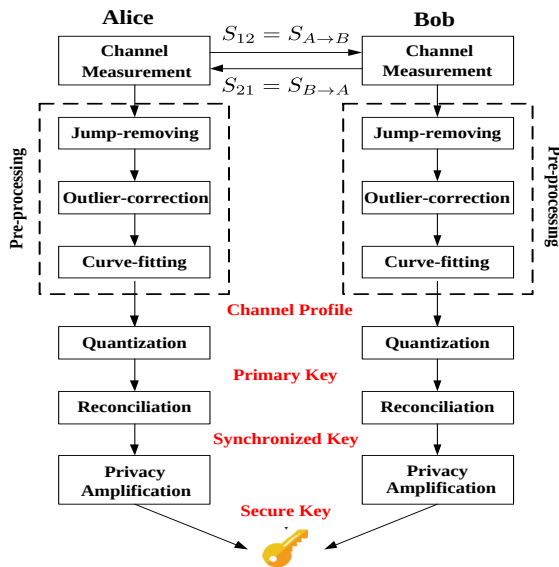 Alice
Bob
Channel
Measurement
S₁₂ = S_A→B
S₂₁ = S_B→A
Channel
Measurement
Pre-processing
Jump-removing
Outlier-correction
Curve-fitting
Jump-removing
Outlier-correction
Curve-fitting
Pre-processing
Channel Profile
Quantization
Quantization
Primary Key
Reconciliation
Reconciliation
Synchronized Key
Privacy
Amplification
Privacy
Amplification
Secure Key